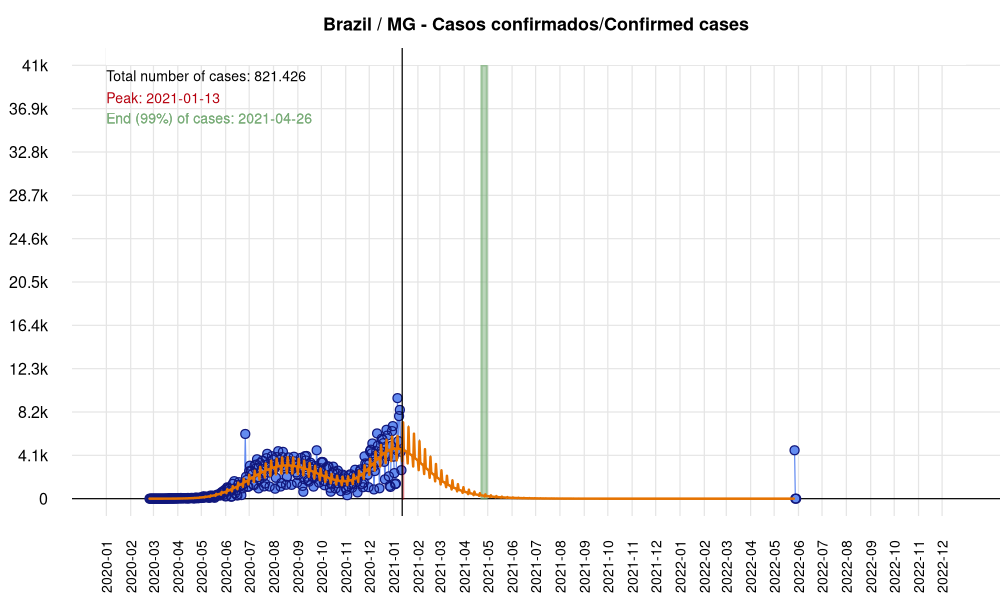 Brazil / MG - Casos confirmados/Confirmed cases
41k
Total number of cases: 821.426
Peak: 2021-01-13
36.9k
End (99%) of cases: 2021-04-26
32.8k
28.7k
24.6k
20.5k
16.4k
12.3k
8.2k
4.1k
0
2020-01
2020-02
2020-03
2020-04
2020-05
2020-06
2020-07
2020-08
2020-09
2020-10
2020-11
2020-12
2021-01
2021-02
2021-03
2021-04
2021-05
2021-06
2021-07
2021-08
2021-09
2021-10
2021-11
2021-12
2022-01
2022-02
2022-03
2022-04
2022-05
2022-06
2022-07
2022-08
2022-09
2022-10
2022-11
2022-12